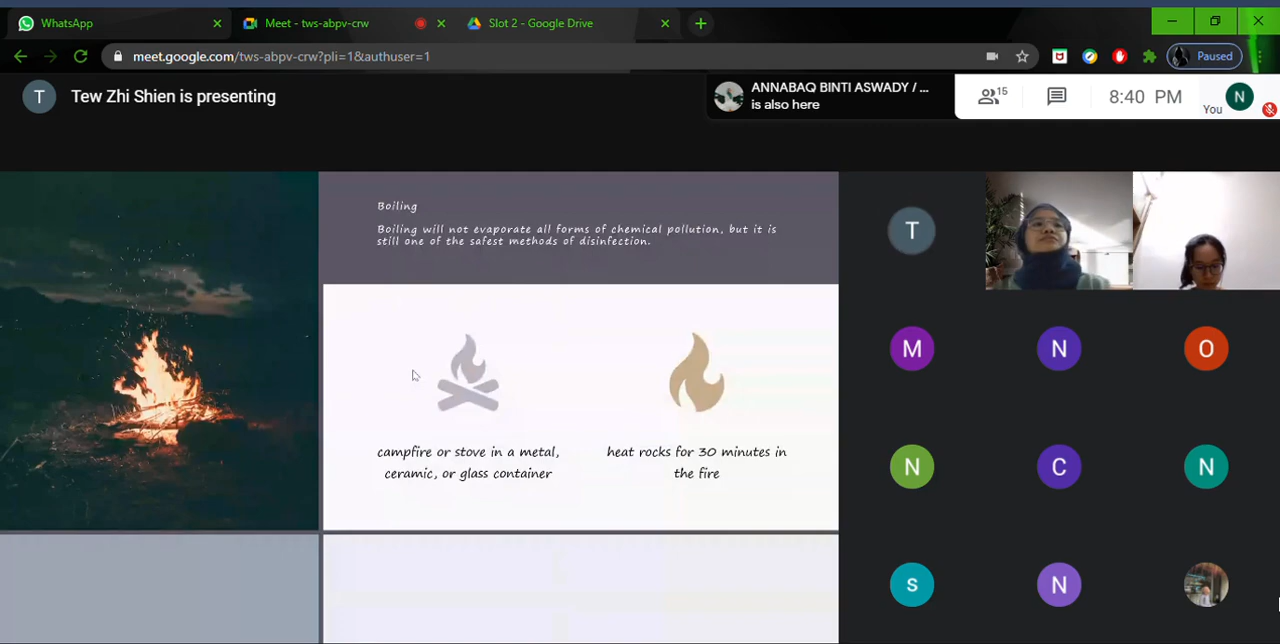 WhatsApp
Meet - tws-abpv-crw
Slot 2 - Google Drive
meet.google.com/tws-abpv-crw?pli=1&authuser=1
Paused
T
Tew Zhi Shien is presenting
ANNABAQ BINTI ASWADY / ...
is also here
15
8:40 PM
You
N
Boiling
Boiling will not evaporate all forms of chemical pollution, but it is
still one of the safest methods of disinfection.
campfire or stove in a metal,
ceramic, or glass container
heat rocks for 30 minutes in
the fire
T
M
N
O
N
C
N
s
N